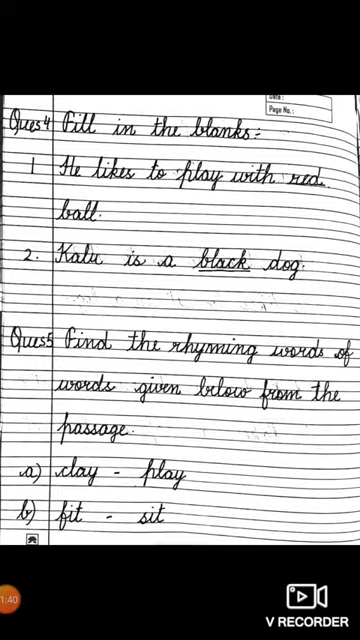 Date :
Page No. :
Ques4 Fill in the blanks :
1 He likes to play with red
ball.
2. Kalu is a black dog.
Ques5 Find the rhyming words of
words given below from the
passage.
a) clay - play
b) fit - sit
1:40
V RECORDER